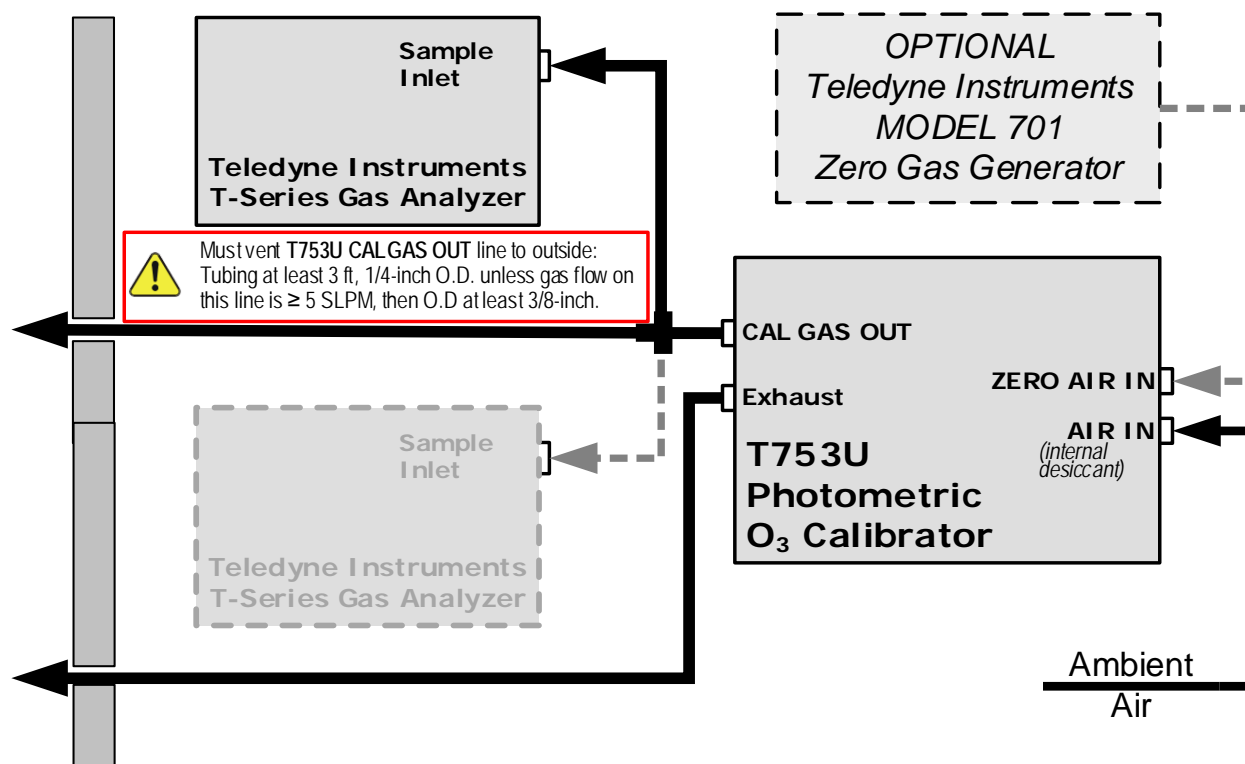 Sample
Inlet
Teledyne Instruments
T-Series Gas Analyzer
OPTIONAL
Teledyne Instruments
MODEL 701
Zero Gas Generator
Must vent T753U CAL GAS OUT line to outside:
Tubing at least 3 ft, 1/4-inch O.D. unless gas flow on
this line is ≥ 5 SLPM, then O.D at least 3/8-inch.
CAL GAS OUT
Exhaust
ZERO AIR IN
AIR IN
(internal
desiccant)
T753U
Photometric
O₃ Calibrator
Sample
Inlet
Teledyne Instruments
T-Series Gas Analyzer
Ambient
Air